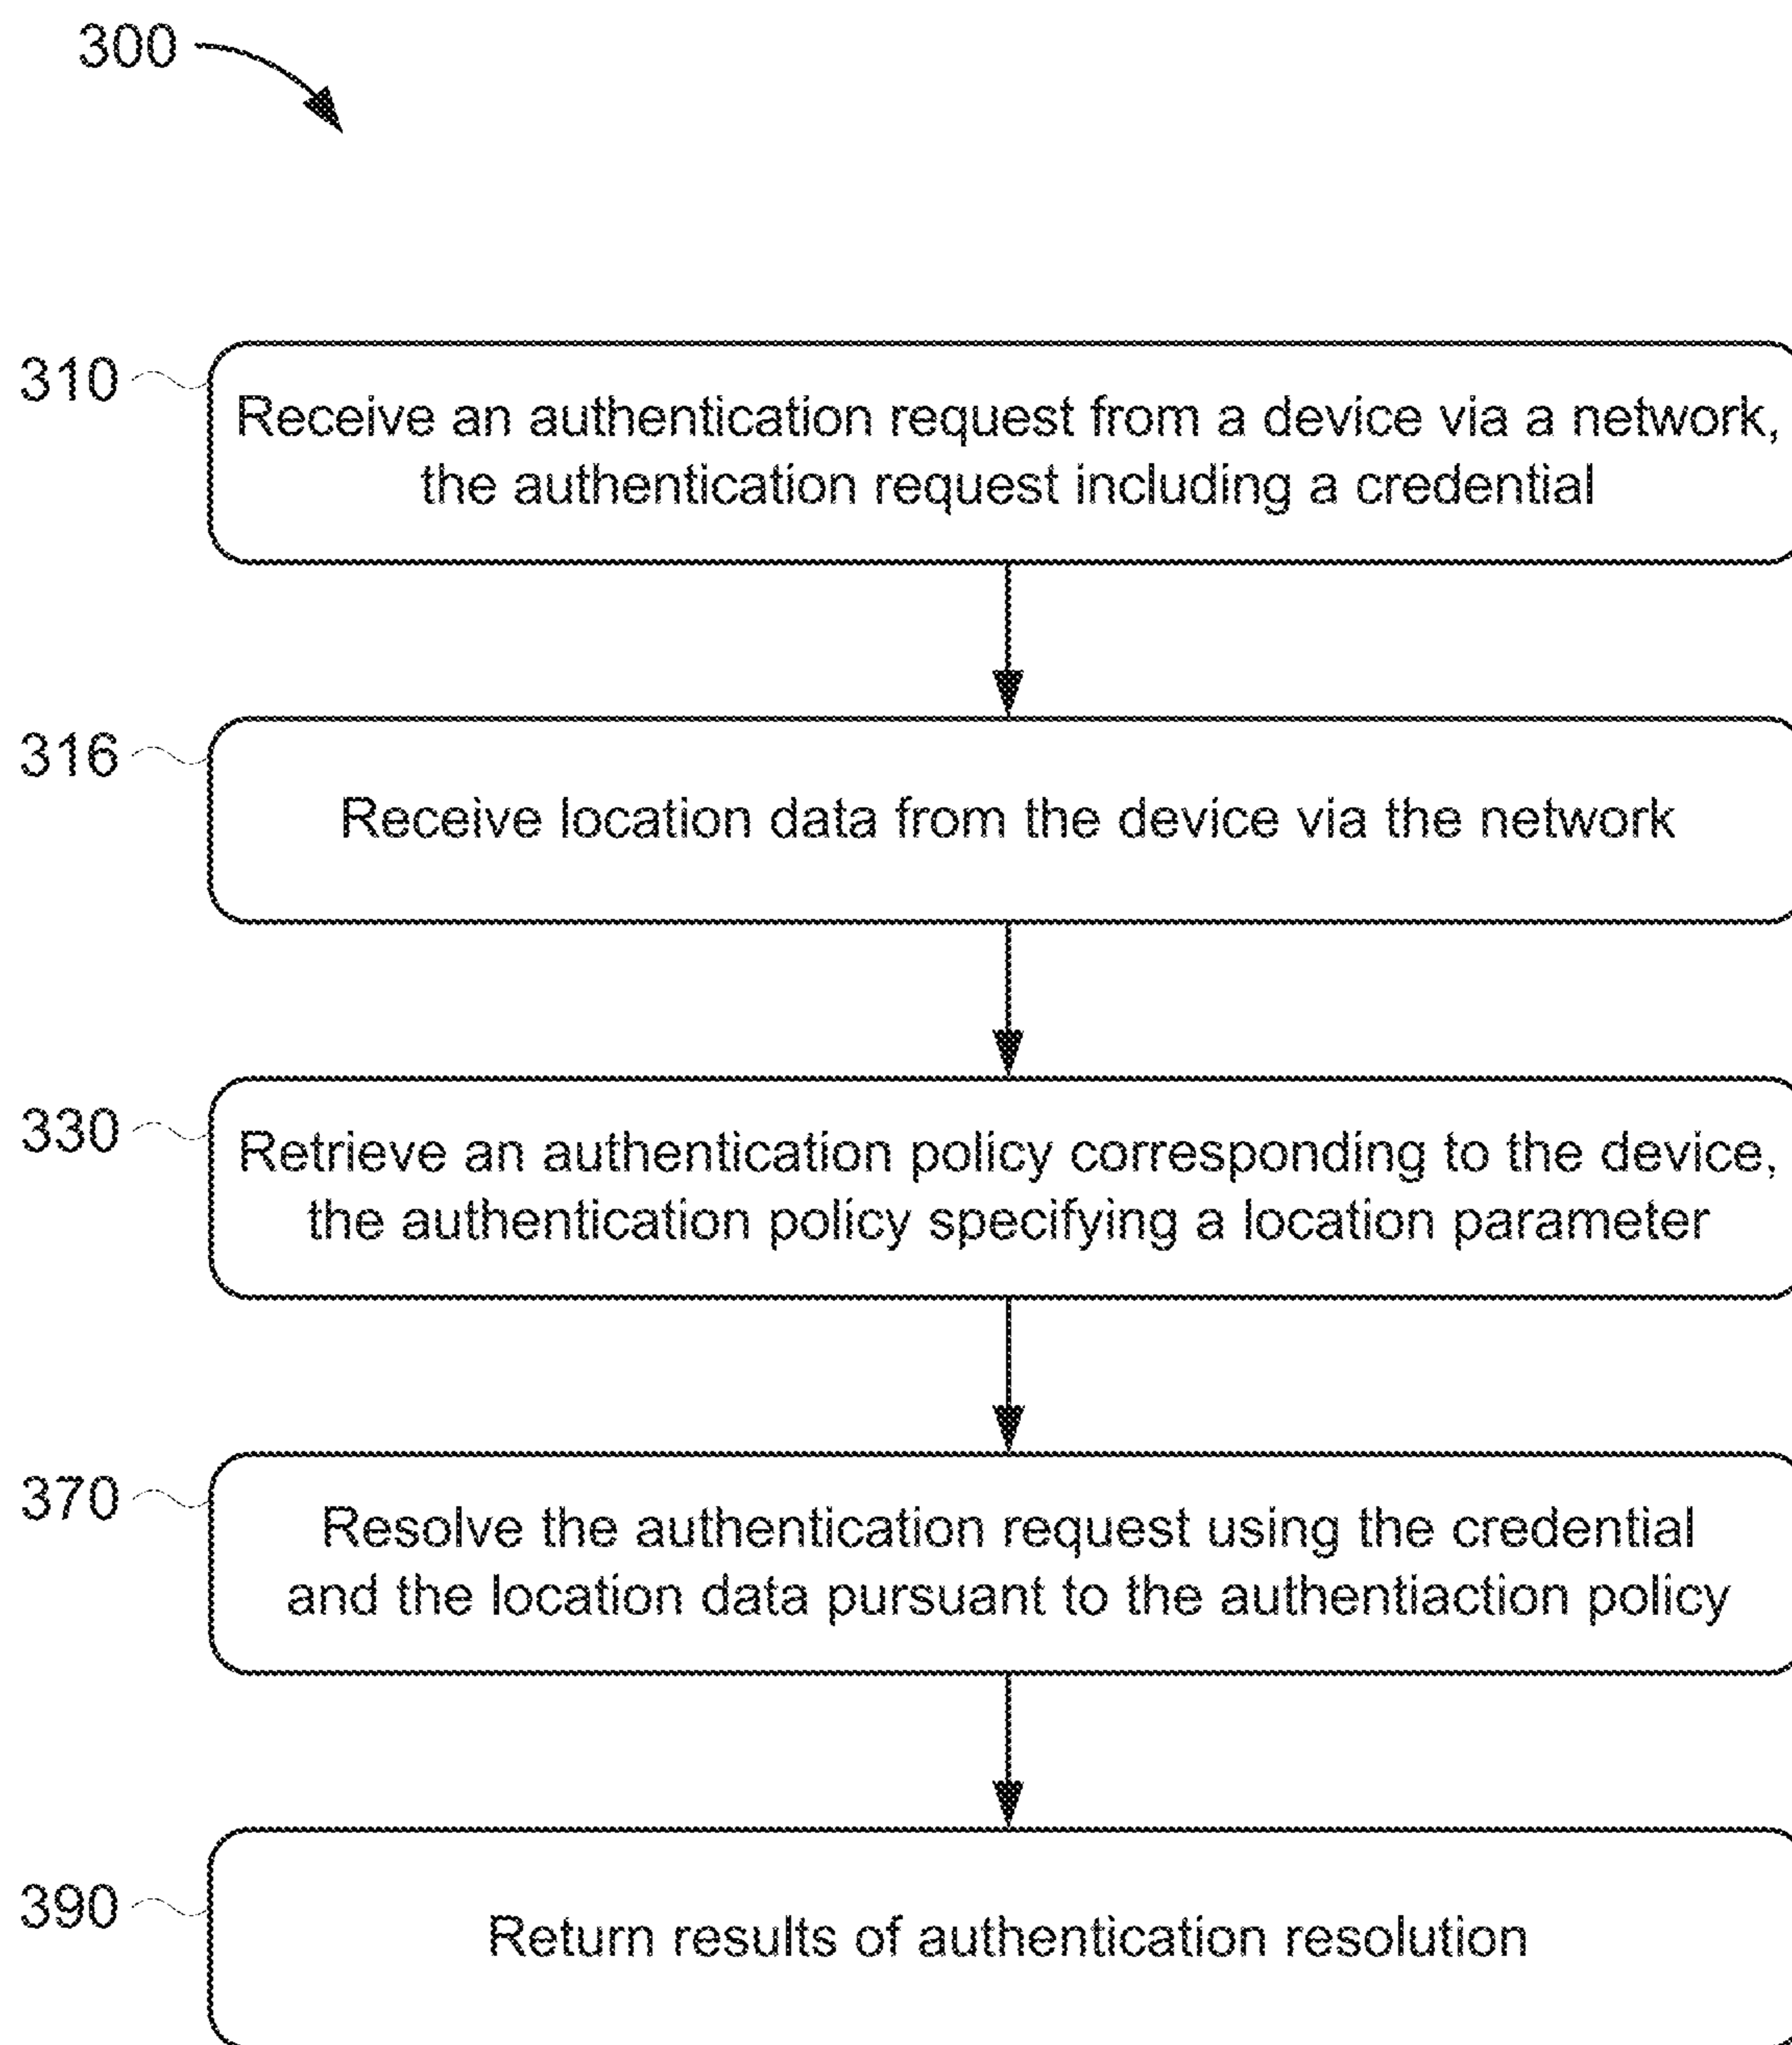 300
310
Receive an authentication request from a device via a network,
the authentication request including a credential
316
Receive location data from the device via the network
330
Retrieve an authentication policy corresponding to the device,
the authentication policy specifying a location parameter
370
Resolve the authentication request using the credential
and the location data pursuant to the authentiaction policy
390
Return results of authentication resolution